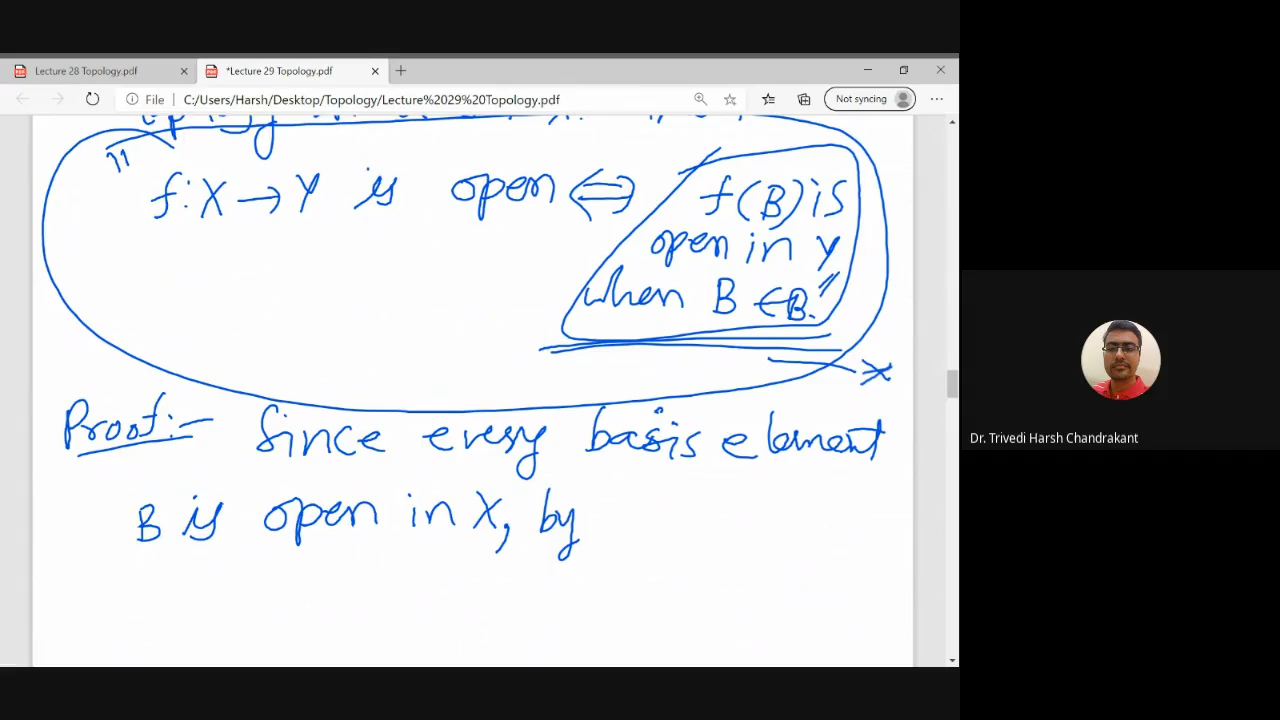 Lecture 28 Topology.pdf
*Lecture 29 Topology.pdf
File
C:/Users/Harsh/Desktop/Topology/Lecture%2029%20Topology.pdf
Not syncing
f: X → Y is open ⇔ f(B) is
open in Y
when B ∈ B."
Proof:- Since every basis element
B is open in X, by
Dr. Trivedi Harsh Chandrakant